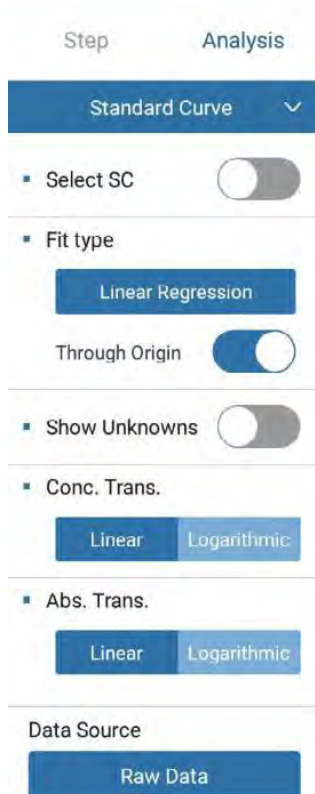 Step Analysis
Standard Curve
Select SC
Fit type
Linear Regression
Through Origin
Show Unknowns
Conc. Trans.
Linear Logarithmic
Abs. Trans.
Linear Logarithmic
Data Source
Raw Data